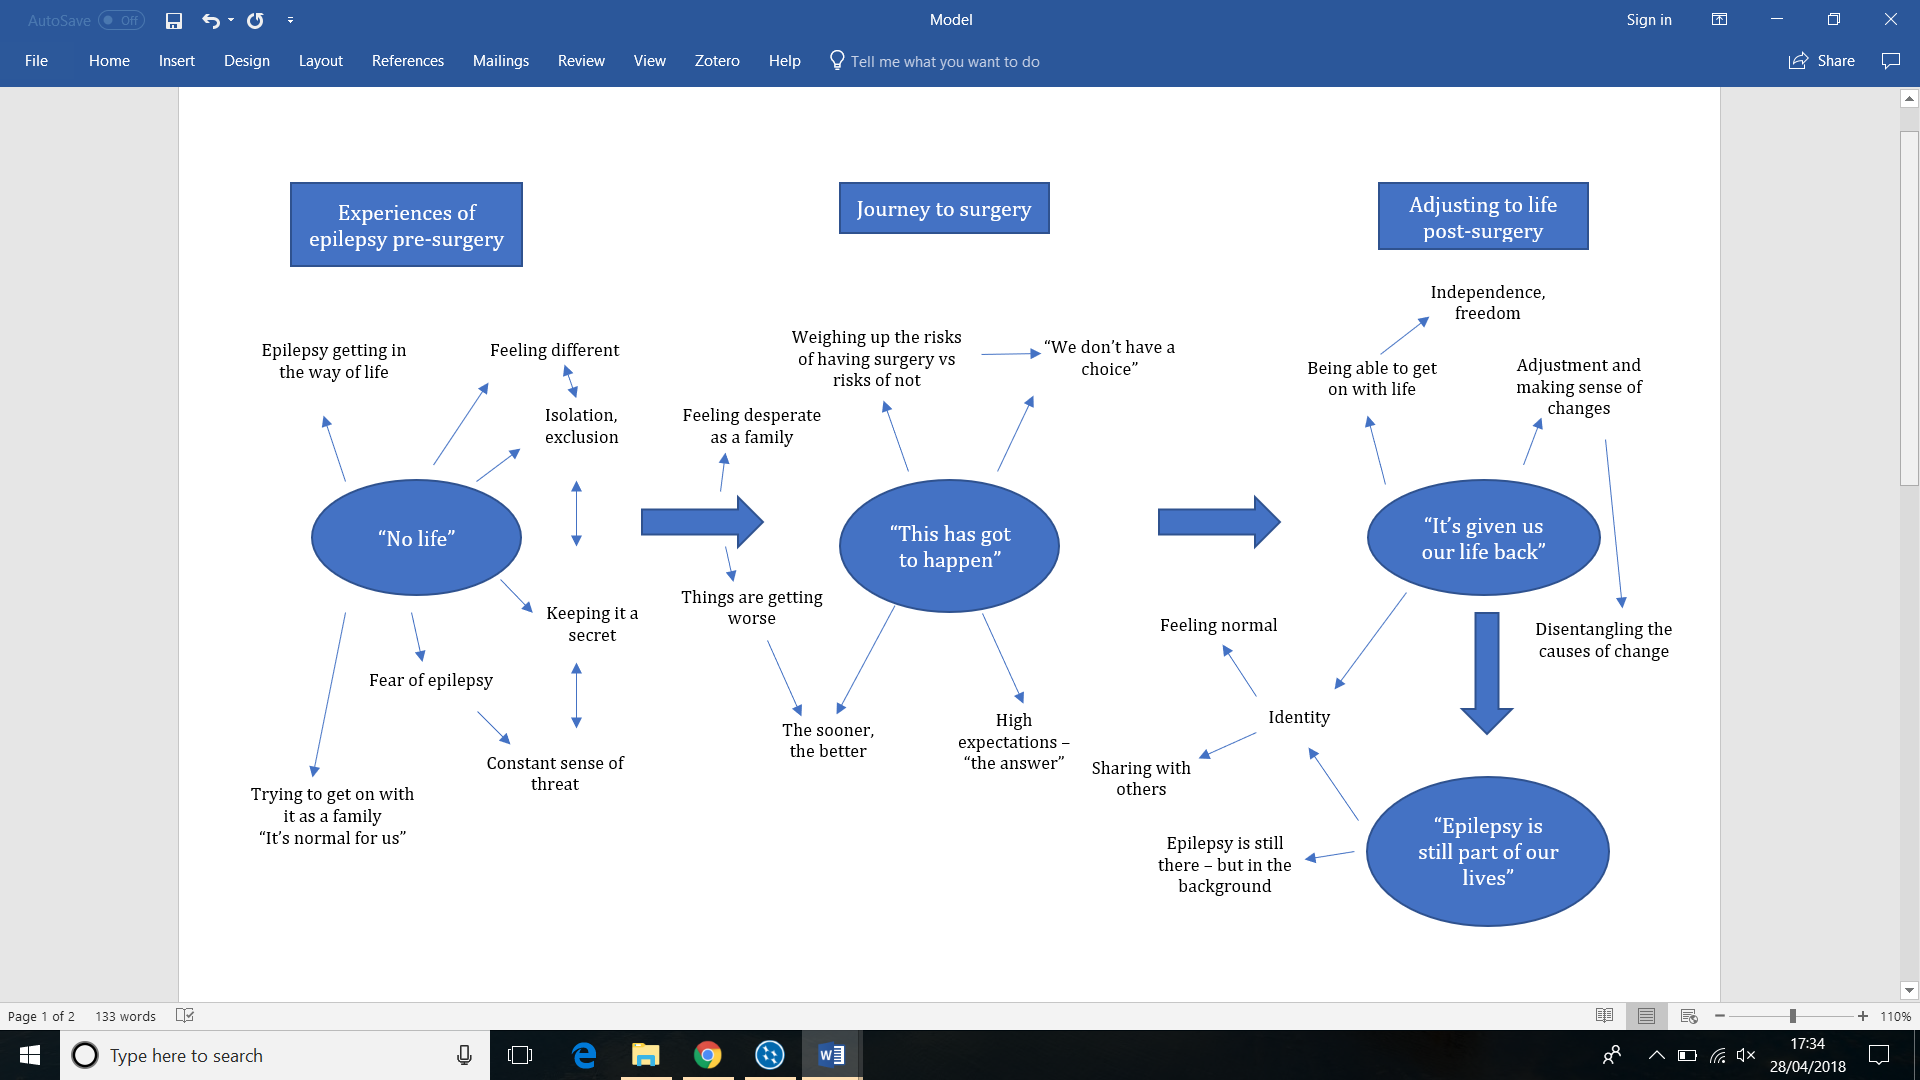 AutoSave Off
Model
Sign in
File Home Insert Design Layout References Mailings Review View Zotero Help Tell me what you want to do
Share
Experiences of
epilepsy pre-surgery
Journey to surgery
Adjusting to life
post-surgery
Epilepsy getting in
the way of life
Feeling different
Isolation,
exclusion
“No life”
Keeping it a
secret
Fear of epilepsy
Constant sense of
threat
Trying to get on with
it as a family
“It’s normal for us”
Feeling desperate
as a family
Things are getting
worse
Weighing up the risks
of having surgery vs
risks of not
“We don’t have a
choice”
“This has got
to happen”
The sooner,
the better
High
expectations –
“the answer”
Independence,
freedom
Being able to get
on with life
Adjustment and
making sense of
changes
“It’s given us
our life back”
Disentangling the
causes of change
Feeling normal
Identity
Sharing with
others
Epilepsy is still
there – but in the
background
“Epilepsy is
still part of our
lives”
Page 1 of 2 133 words
110%
Type here to search
17:34
28/04/2018